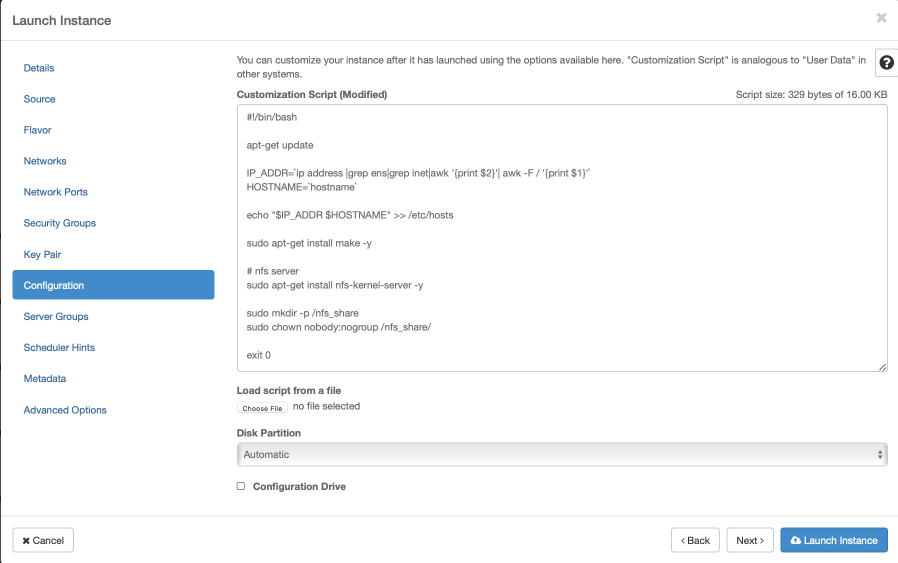 Launch Instance
×
Details
Source
Flavor
Networks
Network Ports
Security Groups
Key Pair
Configuration
Server Groups
Scheduler Hints
Metadata
Advanced Options
You can customize your instance after it has launched using the options available here. "Customization Script" is analogous to "User Data" in
other systems.
?
Customization Script (Modified)
Script size: 329 bytes of 16.00 KB
#!/bin/bash
apt-get update
IP_ADDR=`ip address |grep ens|grep inet|awk '{print $2}'| awk -F / '{print $1}'`
HOSTNAME=`hostname`
echo "$IP_ADDR $HOSTNAME" >> /etc/hosts
sudo apt-get install make -y
# nfs server
sudo apt-get install nfs-kernel-server -y
sudo mkdir -p /nfs_share
sudo chown nobody:nogroup /nfs_share/
exit 0
Load script from a file
Choose File no file selected
Disk Partition
Automatic
Configuration Drive
× Cancel
‹ Back
Next ›
Launch Instance